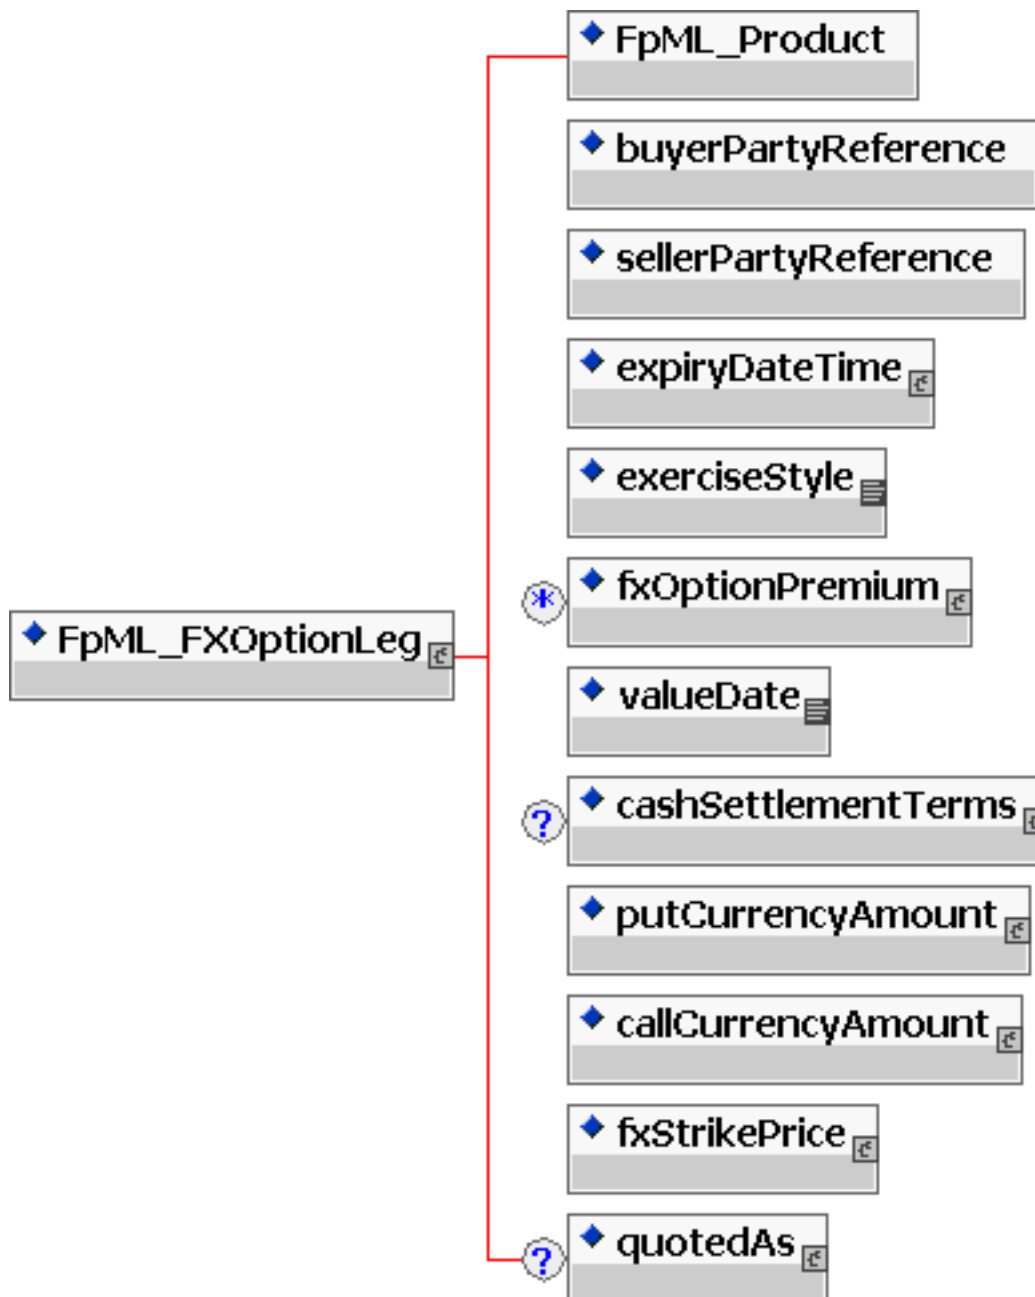 FpML_Product
buyerPartyReference
sellerPartyReference
expiryDateTime
exerciseStyle
* fxOptionPremium
FpML_FXOptionLeg
valueDate
? cashSettlementTerms
putCurrencyAmount
callCurrencyAmount
fxStrikePrice
? quotedAs